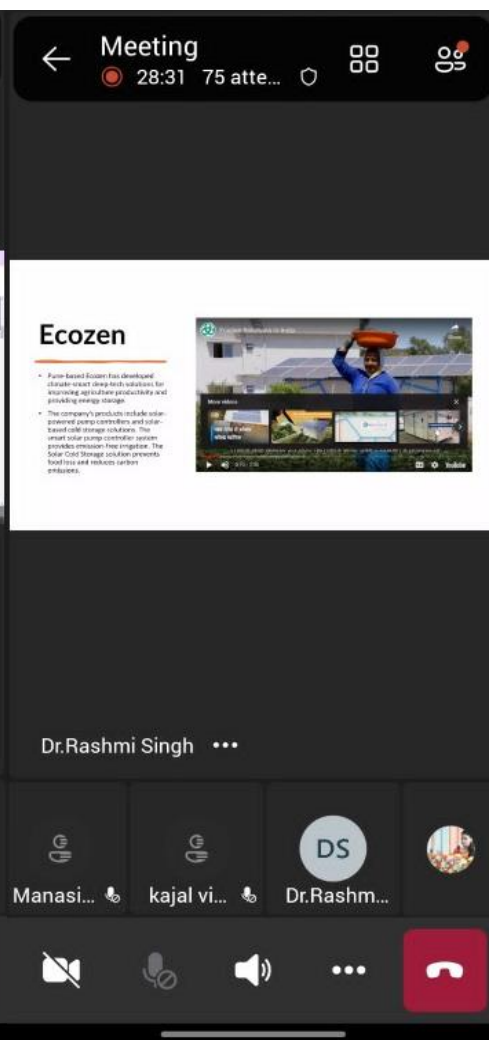 Meeting
28:31 75 atte...
Ecozen
• Pune-based Ecozen has developed
climate-smart deep-tech solutions for
improving agriculture productivity and
providing energy storage.
• The company's products include solar-
powered pump controllers and solar-
based cold storage solutions. The
smart solar pump controller system
provides emission-free irrigation. The
Solar Cold Storage solution prevents
food loss and reduces carbon
emissions.
More videos
YouTube
Dr.Rashmi Singh •••
DS
Manasi... kajal vi... Dr.Rashm...